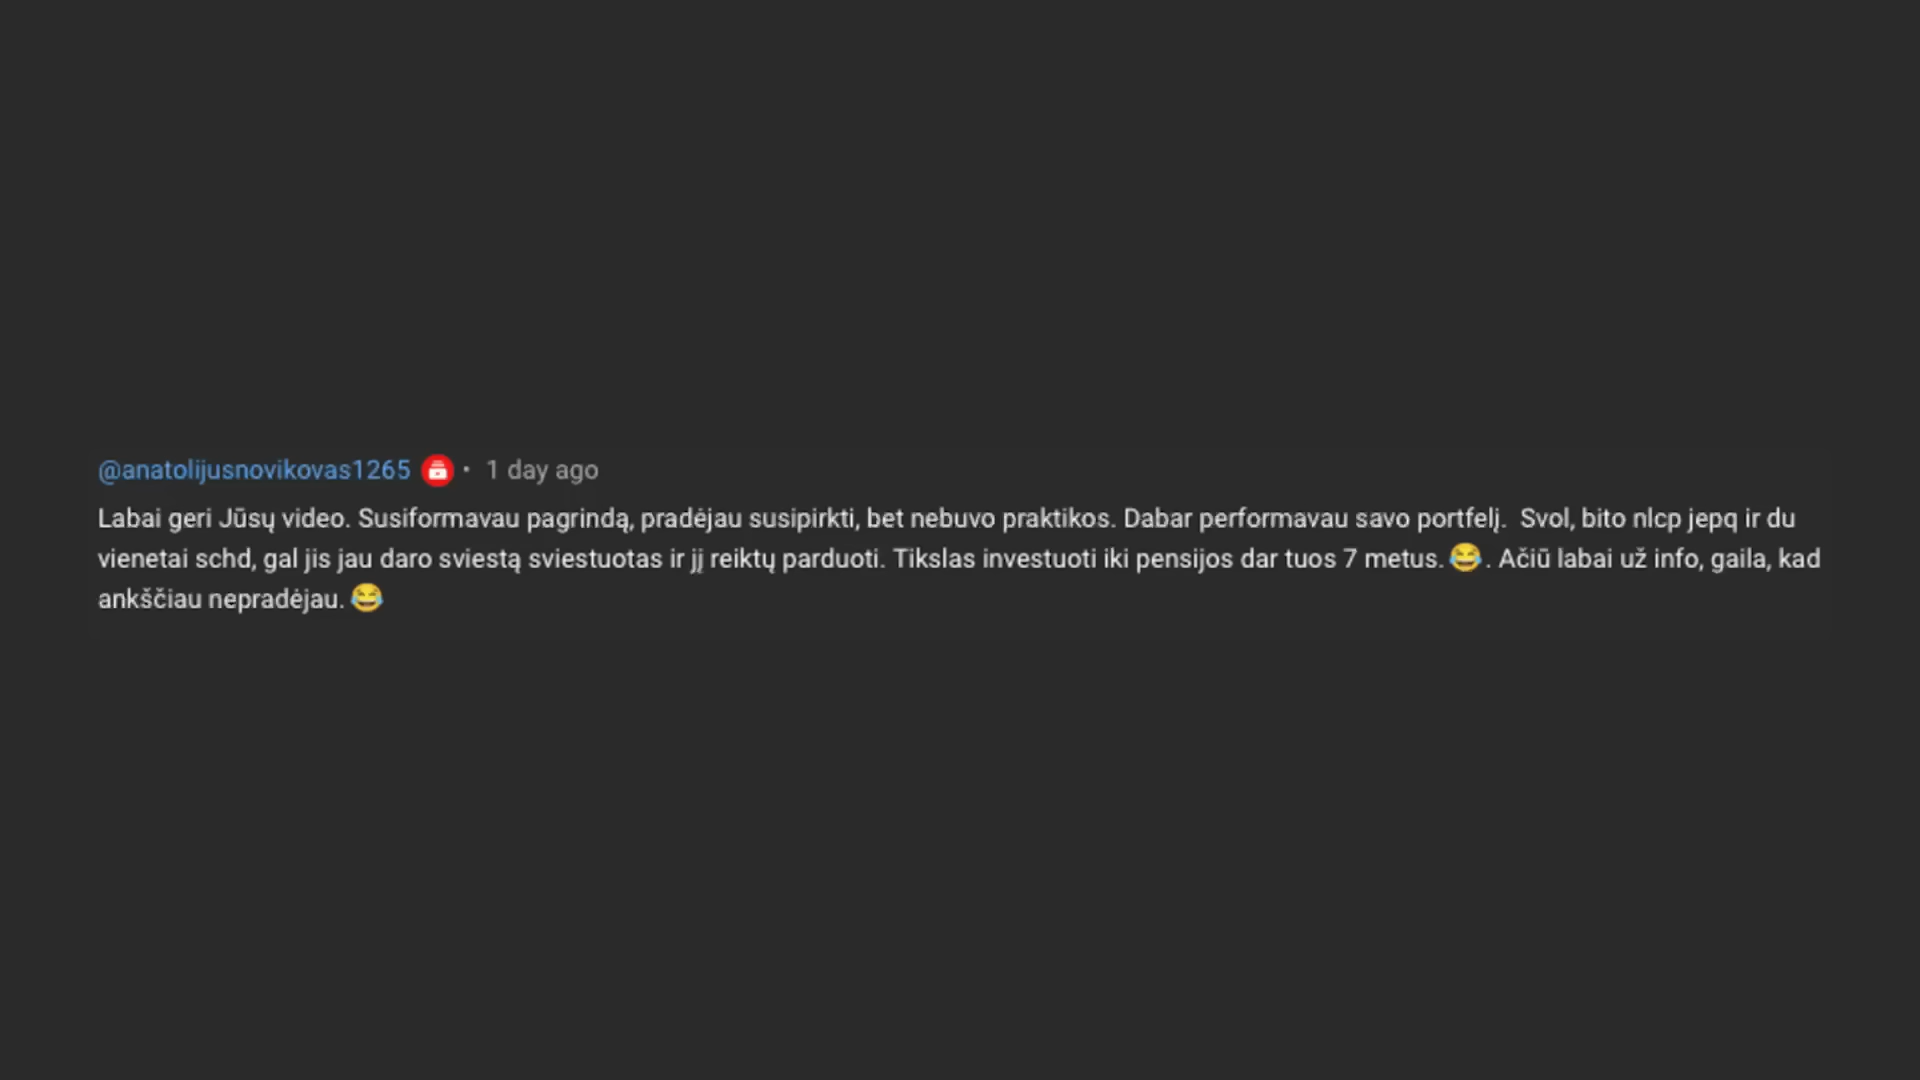 @anatolijusnovikovas1265 • 1 day ago
Labai geri Jūsų video. Susiformavau pagrindą, pradėjau susipirkti, bet nebuvo praktikos. Dabar performavau savo portfelį.  Svol, bito nlcp jepq ir du
vienetai schd, gal jis jau daro sviestą sviestuotas ir jį reiktų parduoti. Tikslas investuoti iki pensijos dar tuos 7 metus.😂. Ačiū labai už info, gaila, kad
ankščiau nepradėjau.😂